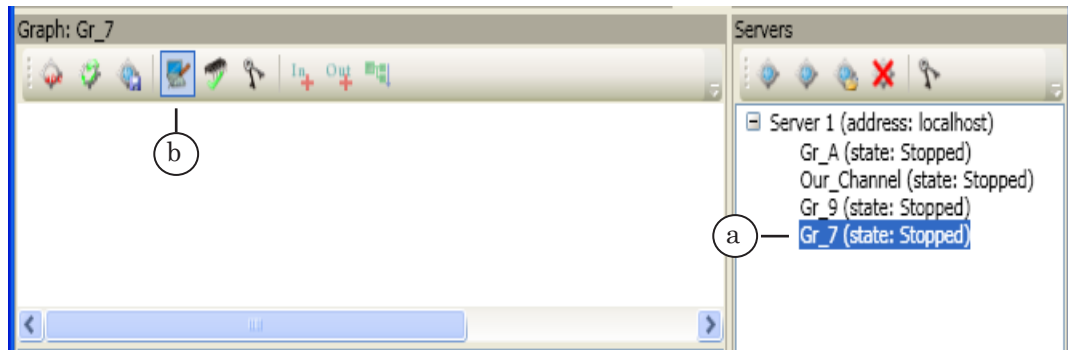 Graph: Gr_7
In
Out
b
Servers
Server 1 (address: localhost)
Gr_A (state: Stopped)
Our_Channel (state: Stopped)
Gr_9 (state: Stopped)
a
Gr_7 (state: Stopped)